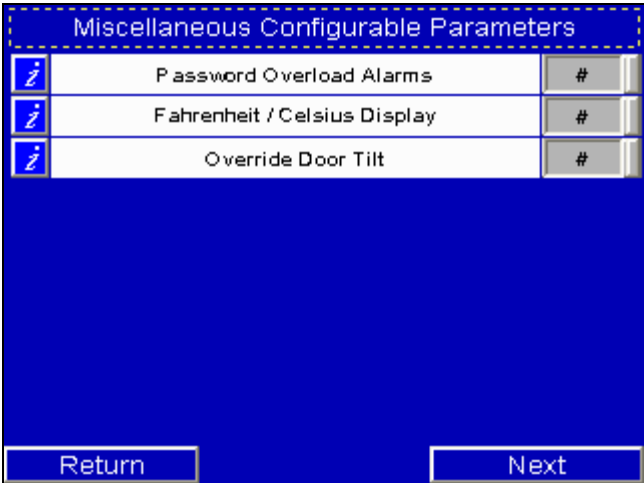 Miscellaneous Configurable Parameters
i Password Overload Alarms #
i Fahrenheit / Celsius Display #
i Override Door Tilt #
Return Next